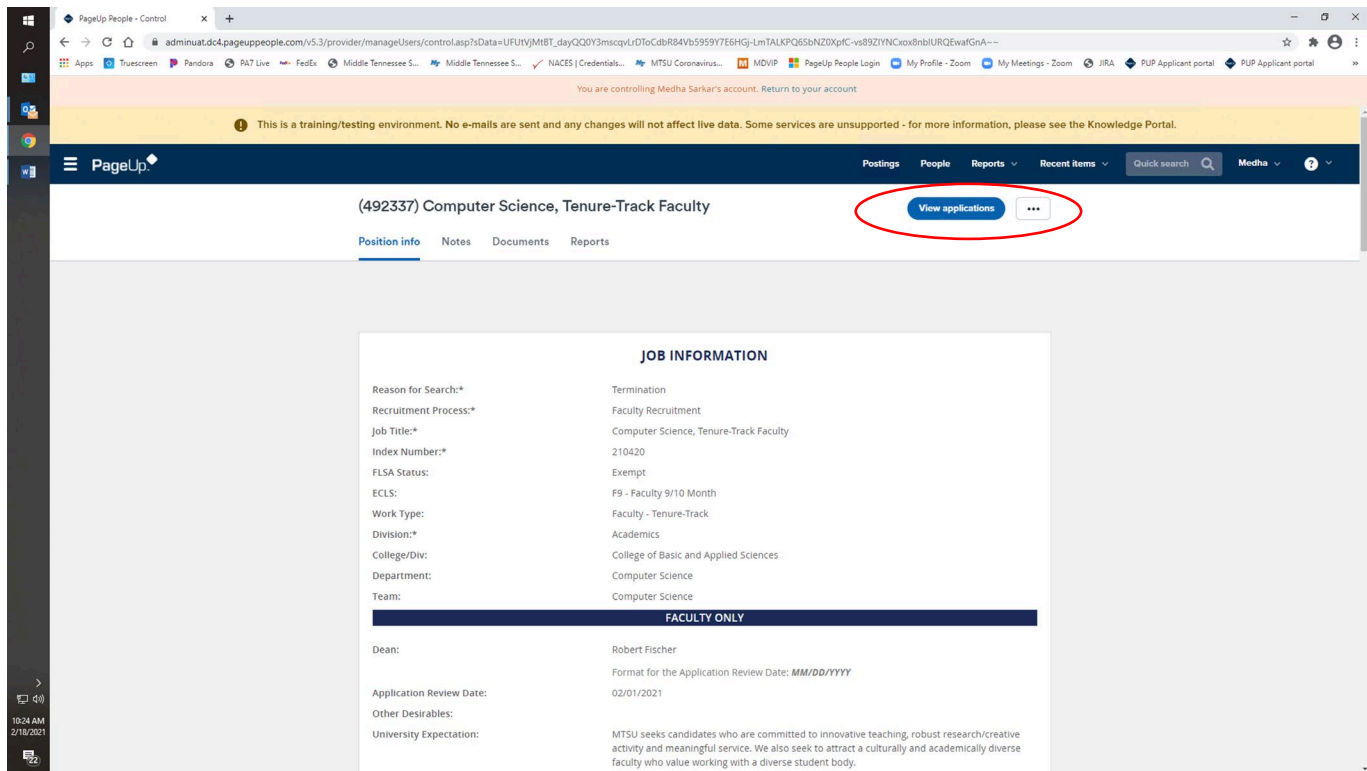 PageUp People - Control
adminuat.dc4.pageuppeople.com/v5.3/provider/manageUsers/control.asp?sData=UFUtVjMtBT_dayQQ0Y3mscqvLrDToCdbR84Vb5959Y7E6HGj-LmTALKPQ6SbNZ0XpfC-vs89ZIYNCxox8nbIURQEwafGnA~~
Apps Truescreen Pandora PA7 Live FedEx Middle Tennessee S... Middle Tennessee S... NACES | Credentials... MTSU Coronavirus... MDVIP PageUp People Login My Profile - Zoom My Meetings - Zoom JIRA PUP Applicant portal PUP Applicant portal »
You are controlling Medha Sarkar's account. Return to your account
This is a training/testing environment. No e-mails are sent and any changes will not affect live data. Some services are unsupported - for more information, please see the Knowledge Portal.
PageUp. Postings People Reports Recent items Quick search Medha ?
(492337) Computer Science, Tenure-Track Faculty View applications ...
Position info Notes Documents Reports
JOB INFORMATION
Reason for Search:* Termination
Recruitment Process:* Faculty Recruitment
Job Title:* Computer Science, Tenure-Track Faculty
Index Number:* 210420
FLSA Status: Exempt
ECLS: F9 - Faculty 9/10 Month
Work Type: Faculty - Tenure-Track
Division:* Academics
College/Div: College of Basic and Applied Sciences
Department: Computer Science
Team: Computer Science
FACULTY ONLY
Dean: Robert Fischer
Format for the Application Review Date: MM/DD/YYYY
Application Review Date: 02/01/2021
Other Desirables:
University Expectation: MTSU seeks candidates who are committed to innovative teaching, robust research/creative
activity and meaningful service. We also seek to attract a culturally and academically diverse
faculty who value working with a diverse student body.
10:24 AM
2/18/2021
22